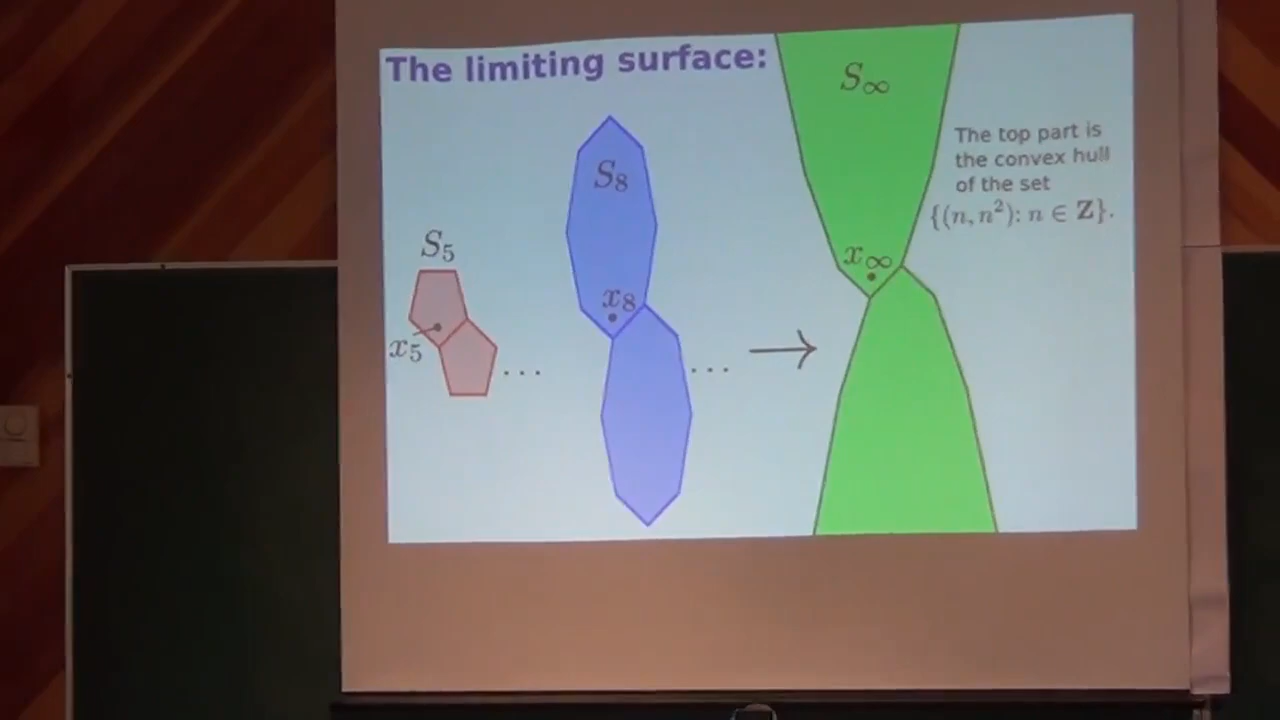 The limiting surface:
S∞
The top part is
the convex hull
of the set
{(n, n²): n ∈ Z}.
S₈
S₅
x∞
x₈
x₅
...
...